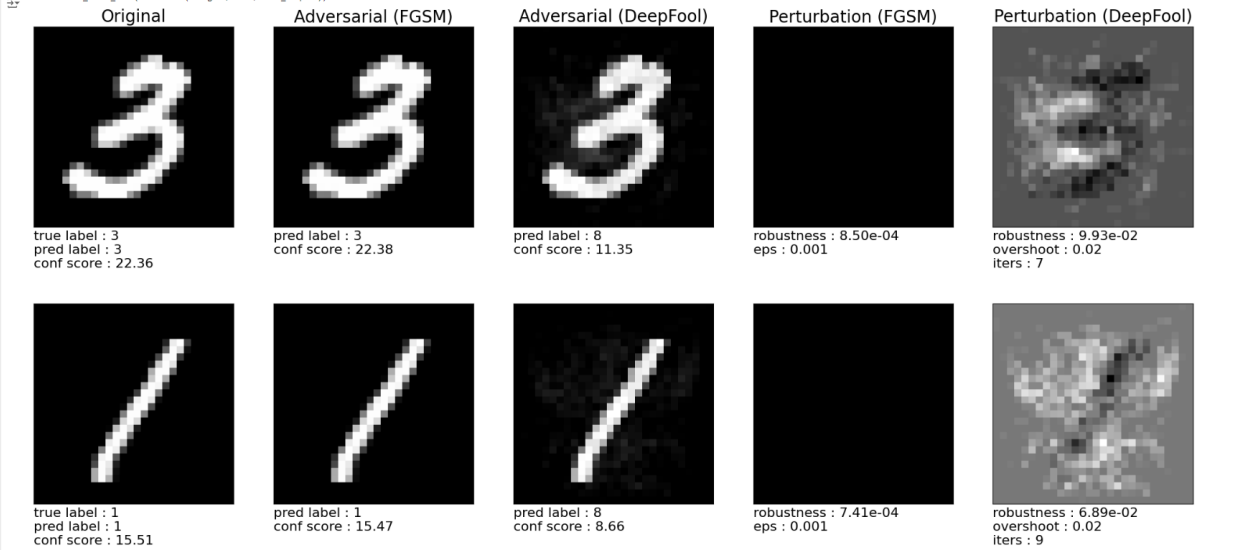 Original
Adversarial (FGSM)
Adversarial (DeepFool)
Perturbation (FGSM)
Perturbation (DeepFool)
true label : 3
pred label : 3
conf score : 22.36
pred label : 3
conf score : 22.38
pred label : 8
conf score : 11.35
robustness : 8.50e-04
eps : 0.001
robustness : 9.93e-02
overshoot : 0.02
iters : 7
true label : 1
pred label : 1
conf score : 15.51
pred label : 1
conf score : 15.47
pred label : 8
conf score : 8.66
robustness : 7.41e-04
eps : 0.001
robustness : 6.89e-02
overshoot : 0.02
iters : 9